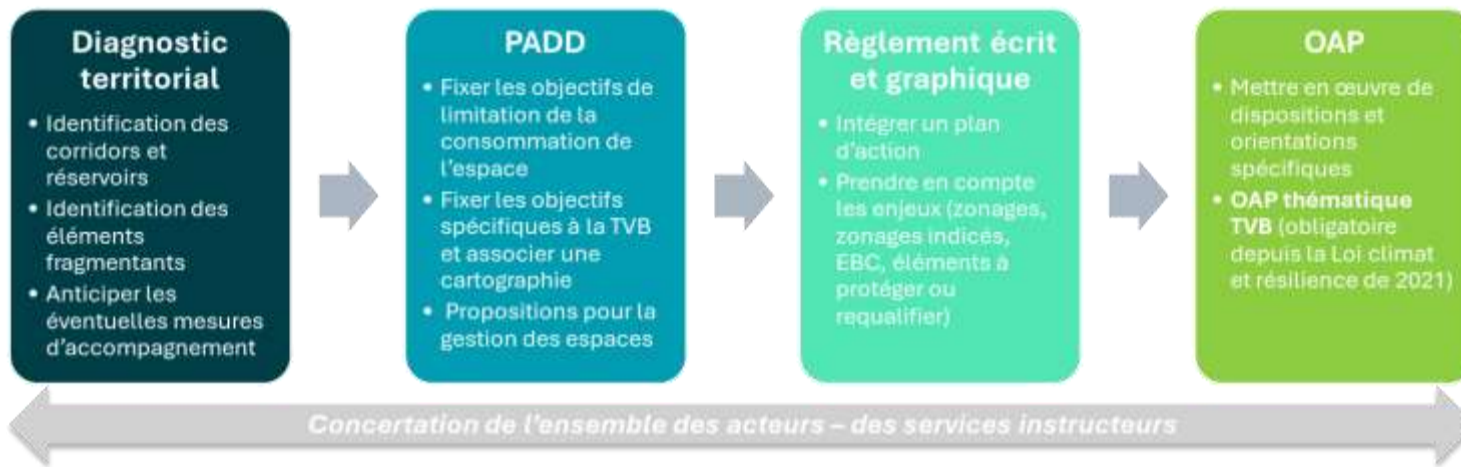 Diagnostic
territorial
• Identification des
corridors et
réservoirs
• Identification des
éléments
fragmentants
• Anticiper les
éventuelles mesures
d'accompagnement
PADD
• Fixer les objectifs de
limitation de la
consommation de
l'espace
• Fixer les objectifs
spécifiques à la TVB
et associer une
cartographie
• Propositions pour la
gestion des espaces
Règlement écrit
et graphique
• Intégrer un plan
d'action
• Prendre en compte
les enjeux (zonages,
zonages indicés,
EBC, éléments à
protéger ou
requalifier)
OAP
• Mettre en œuvre de
dispositions et
orientations
spécifiques
• OAP thématique
TVB (obligatoire
depuis la Loi climat
et résilience de 2021)
Concertation de l'ensemble des acteurs – des services instructeurs